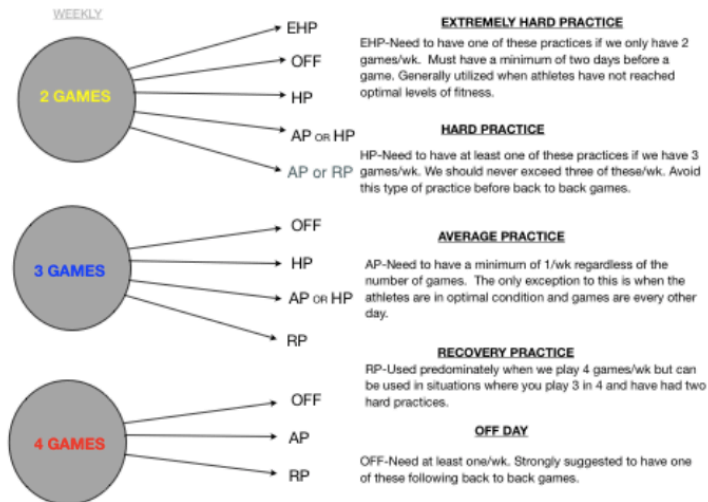 WEEKLY
2 GAMES
EHP
OFF
HP
AP OR HP
AP or RP
3 GAMES
OFF
HP
AP OR HP
RP
4 GAMES
OFF
AP
RP
EXTREMELY HARD PRACTICE
EHP-Need to have one of these practices if we only have 2
games/wk. Must have a minimum of two days before a
game. Generally utilized when athletes have not reached
optimal levels of fitness.
HARD PRACTICE
HP-Need to have at least one of these practices if we have 3
games/wk. We should never exceed three of these/wk. Avoid
this type of practice before back to back games.
AVERAGE PRACTICE
AP-Need to have a minimum of 1/wk regardless of the
number of games. The only exception to this is when the
athletes are in optimal condition and games are every other
day.
RECOVERY PRACTICE
RP-Used predominately when we play 4 games/wk but can
be used in situations where you play 3 in 4 and have had two
hard practices.
OFF DAY
OFF-Need at least one/wk. Strongly suggested to have one
of these following back to back games.